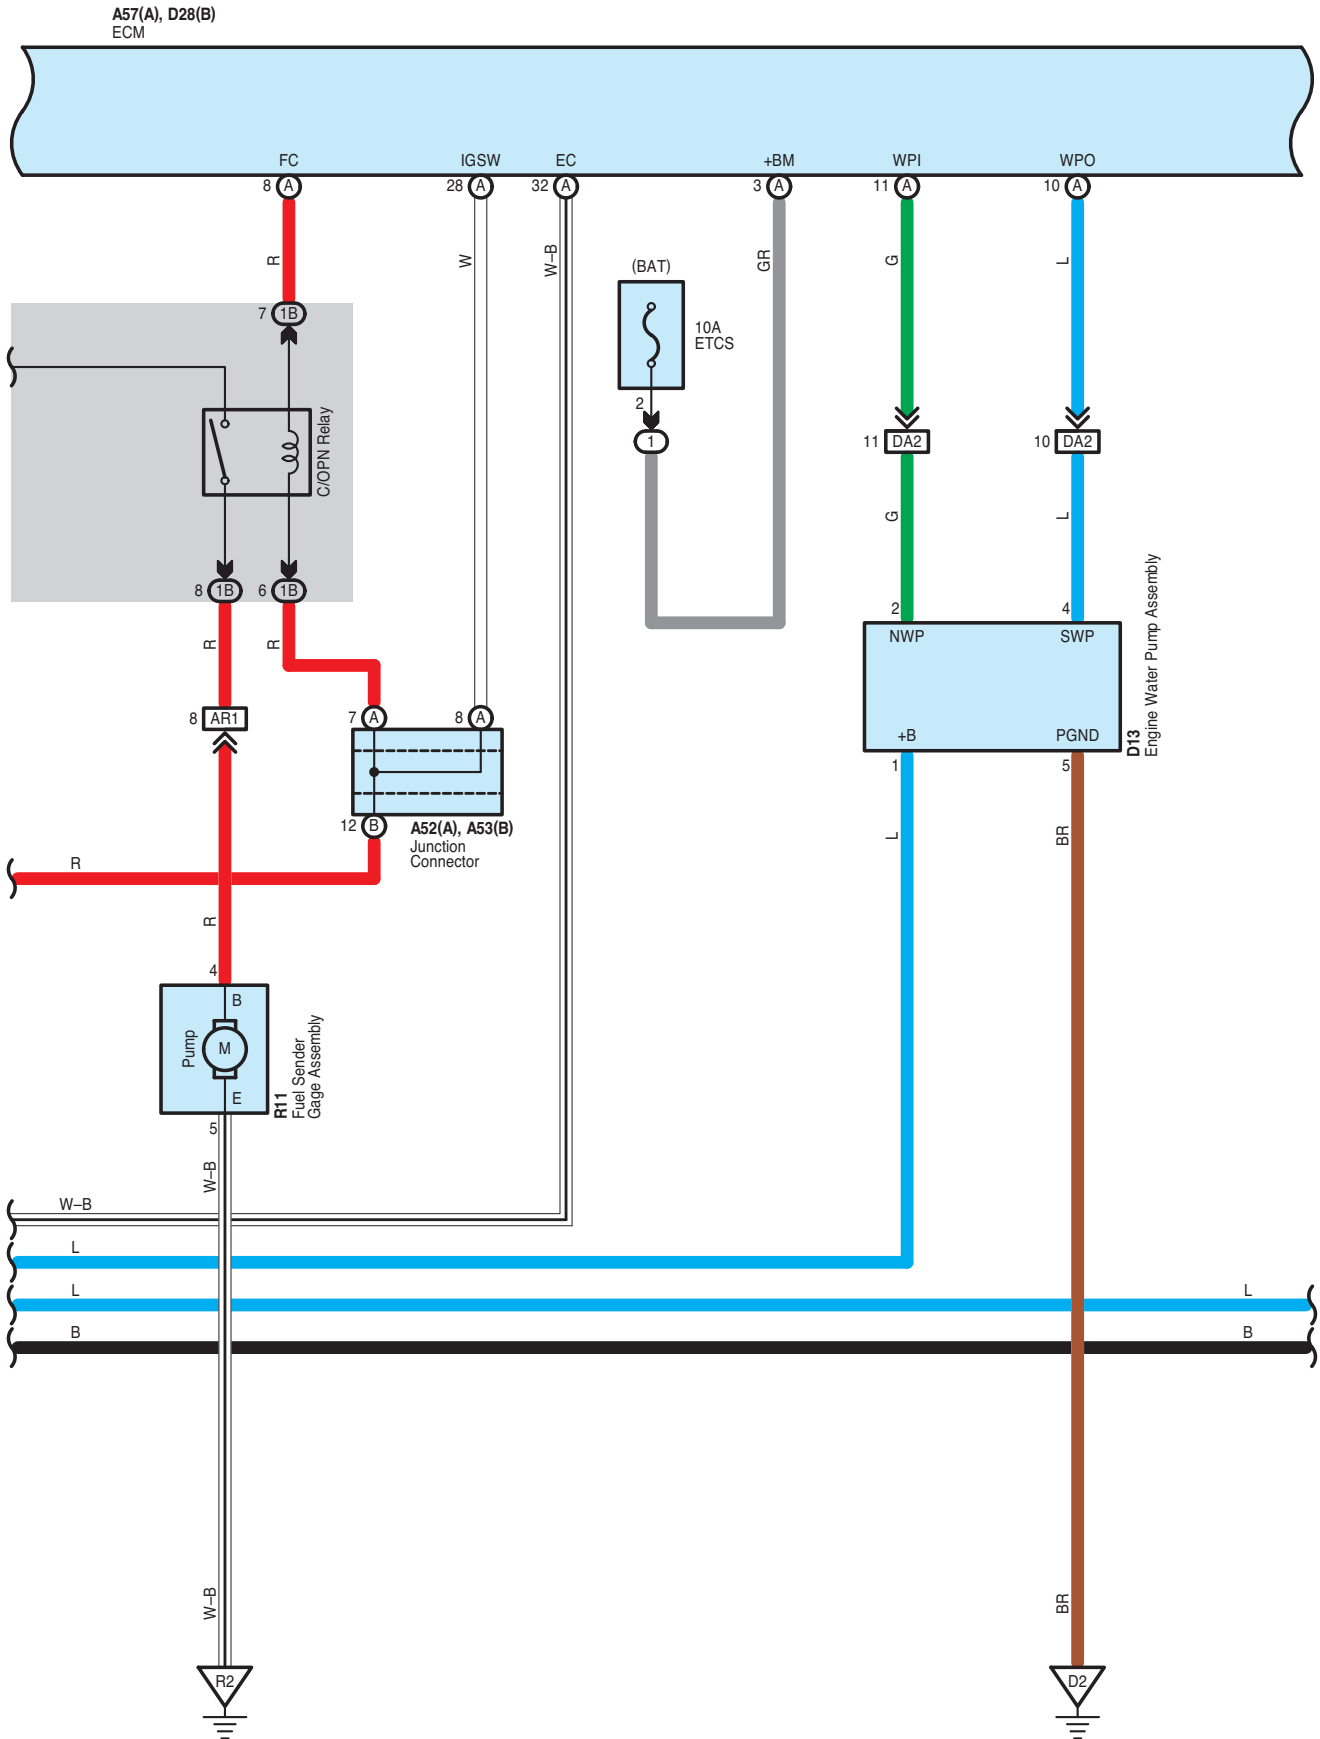 A57(A), D28(B)
ECM
FC IGSW EC +BM WPI WPO
8 A 28 A 32 A 3 A 11 A 10 A
R W W–B GR G L
(BAT)
7 1B
10A
ETCS
C/OPN Relay
2
1
11 DA2 10 DA2
G L
8 1B 6 1B
R R
2 4
NWP SWP
+B PGND
D13
Engine Water Pump Assembly
8 AR1
7 A 8 A
1 5
12 B
A52(A), A53(B)
Junction
Connector
L BR
R
R
4
B
Pump
M
E
R11
Fuel Sender
Gage Assembly
5
W–B
W–B
L
L L
B B
W–B BR
R2 D2